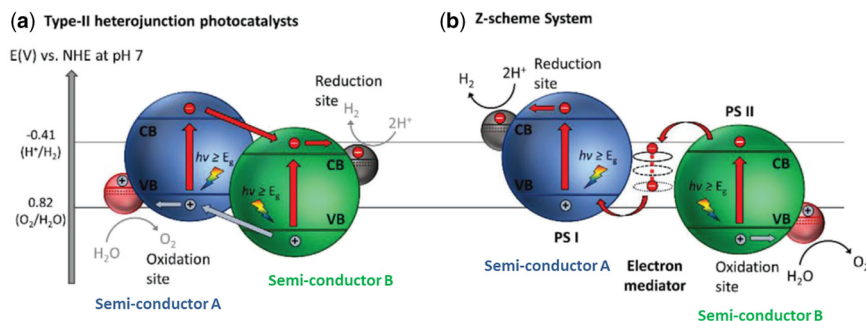 (a) Type-II heterojunction photocatalysts
E(V) vs. NHE at pH 7
-0.41
(H⁺/H₂)
0.82
(O₂/H₂O)
CB
VB
hν ≥ Eg
CB
VB
hν ≥ Eg
Reduction
site
H₂
2H⁺
H₂O
O₂
Oxidation
site
Semi-conductor A
Semi-conductor B
(b) Z-scheme System
H₂
2H⁺
Reduction
site
CB
VB
hν ≥ Eg
PS I
Semi-conductor A
Electron
mediator
PS II
CB
VB
hν ≥ Eg
Oxidation
site
H₂O
O₂
Semi-conductor B